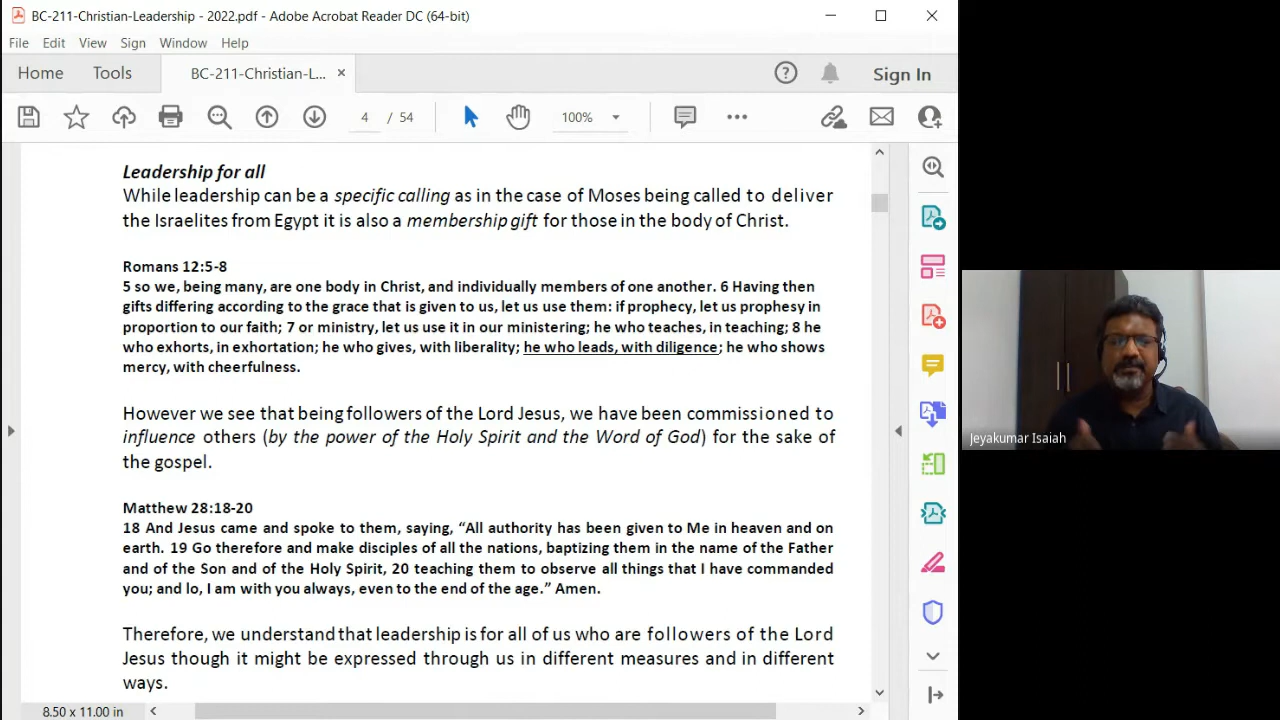 BC-211-Christian-Leadership - 2022.pdf - Adobe Acrobat Reader DC (64-bit)
File Edit View Sign Window Help
Home Tools BC-211-Christian-L... × Sign In
4 / 54 100%
Leadership for all
While leadership can be a specific calling as in the case of Moses being called to deliver
the Israelites from Egypt it is also a membership gift for those in the body of Christ.
Romans 12:5-8
5 so we, being many, are one body in Christ, and individually members of one another. 6 Having then
gifts differing according to the grace that is given to us, let us use them: if prophecy, let us prophesy in
proportion to our faith; 7 or ministry, let us use it in our ministering; he who teaches, in teaching; 8 he
who exhorts, in exhortation; he who gives, with liberality; he who leads, with diligence; he who shows
mercy, with cheerfulness.
However we see that being followers of the Lord Jesus, we have been commissioned to
influence others (by the power of the Holy Spirit and the Word of God) for the sake of
the gospel.
Matthew 28:18-20
18 And Jesus came and spoke to them, saying, “All authority has been given to Me in heaven and on
earth. 19 Go therefore and make disciples of all the nations, baptizing them in the name of the Father
and of the Son and of the Holy Spirit, 20 teaching them to observe all things that I have commanded
you; and lo, I am with you always, even to the end of the age.” Amen.
Therefore, we understand that leadership is for all of us who are followers of the Lord
Jesus though it might be expressed through us in different measures and in different
ways.
8.50 x 11.00 in
Jeyakumar Isaiah